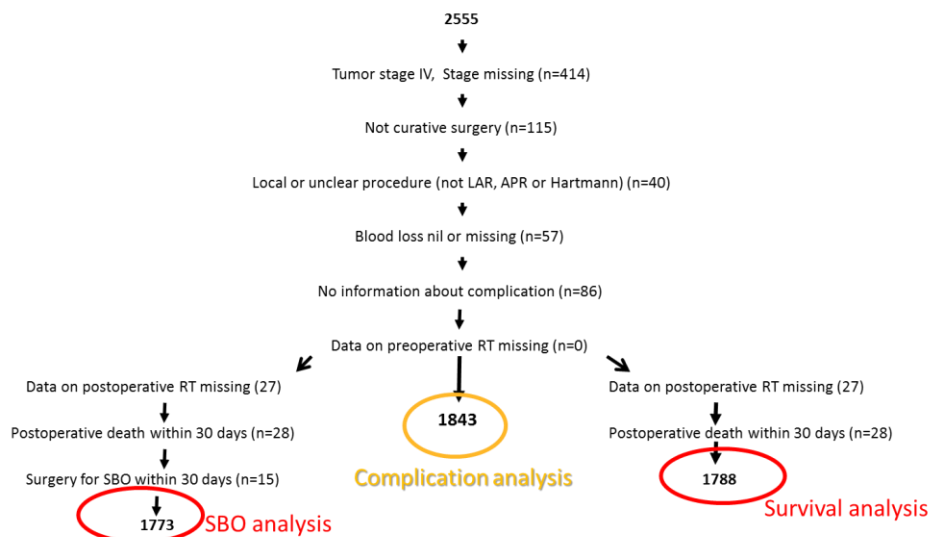 2555
Tumor stage IV, Stage missing (n=414)
Not curative surgery (n=115)
Local or unclear procedure (not LAR, APR or Hartmann) (n=40)
Blood loss nil or missing (n=57)
No information about complication (n=86)
Data on preoperative RT missing (n=0)
Data on postoperative RT missing (27)
Postoperative death within 30 days (n=28)
Surgery for SBO within 30 days (n=15)
1773
SBO analysis
1843
Complication analysis
Data on postoperative RT missing (27)
Postoperative death within 30 days (n=28)
1788
Survival analysis